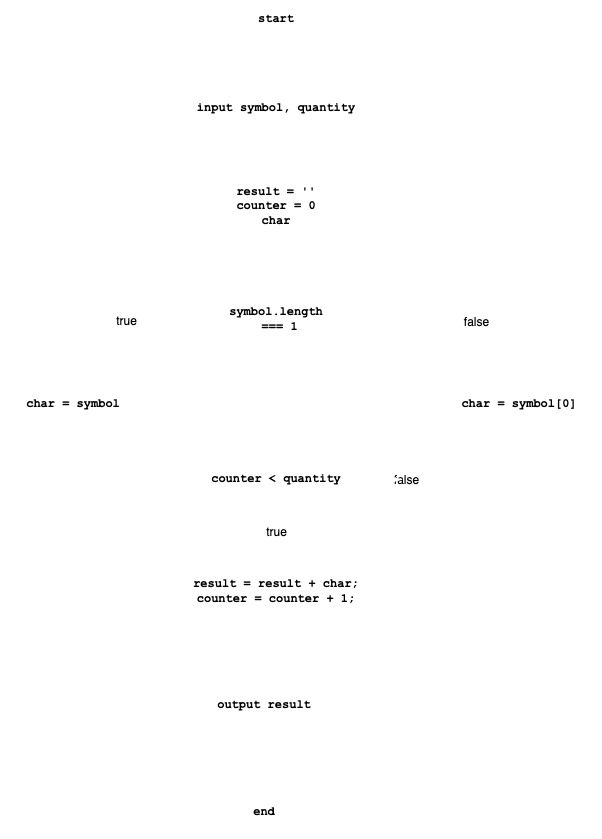 start
input symbol, quantity
result = ''
counter = 0
char
symbol.length
=== 1
true
false
char = symbol
char = symbol[0]
counter < quantity
false
true
result = result + char;
counter = counter + 1;
output result
end